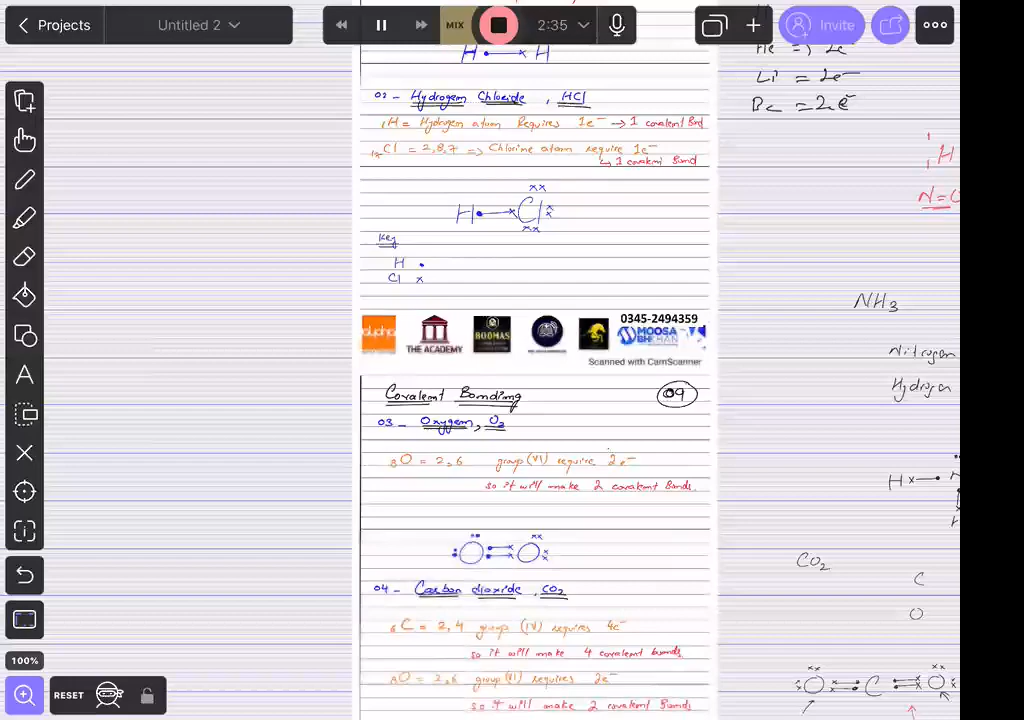 Projects
Untitled 2
MIX
2:35
Invite
H H
02- Hydrogen Chloride, HCl
1H = Hydrogen atom Requires 1e- → 1 covalent Bond
17Cl = 2,8,7 => Chlorine atom require 1e-
↳ 1 covalent Bond
xx
H •—x Cl x x
xx
Key
H •
Cl x
alpha
THE ACADEMY
BODMAS
0345-2494359
MOOSA
Scanned with CamScanner
Covalent Bonding
09
03 - Oxygen, O2
8O = 2,6 group (VI) require 2e-
so it will make 2 covalent Bonds.
O O
04 - Carbon dioxide, CO2
6C = 2,4 group (IV) requires 4e-
so it will make 4 covalent bonds.
8O = 2,6 group (VI) requires 2e-
so it will make 2 covalent Bonds
He => 2e-
Li = 2e-
Be = 2e-
H
NH3
Nitrogen
Hydrogen
H x—•
CO2
C
O
O C O
100%
RESET